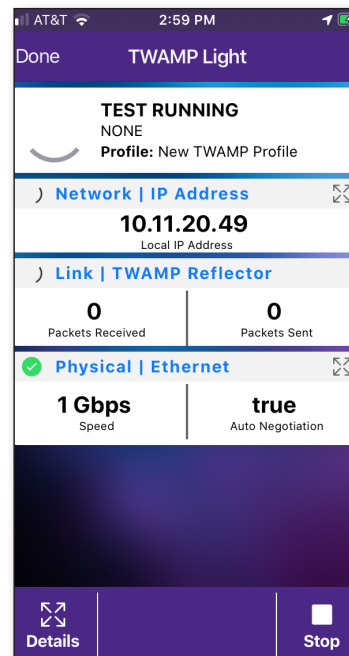 AT&T 2:59 PM
Done TWAMP Light
TEST RUNNING
NONE
Profile: New TWAMP Profile
Network | IP Address
10.11.20.49
Local IP Address
Link | TWAMP Reflector
0 0
Packets Received Packets Sent
Physical | Ethernet
1 Gbps true
Speed Auto Negotiation
Details Stop